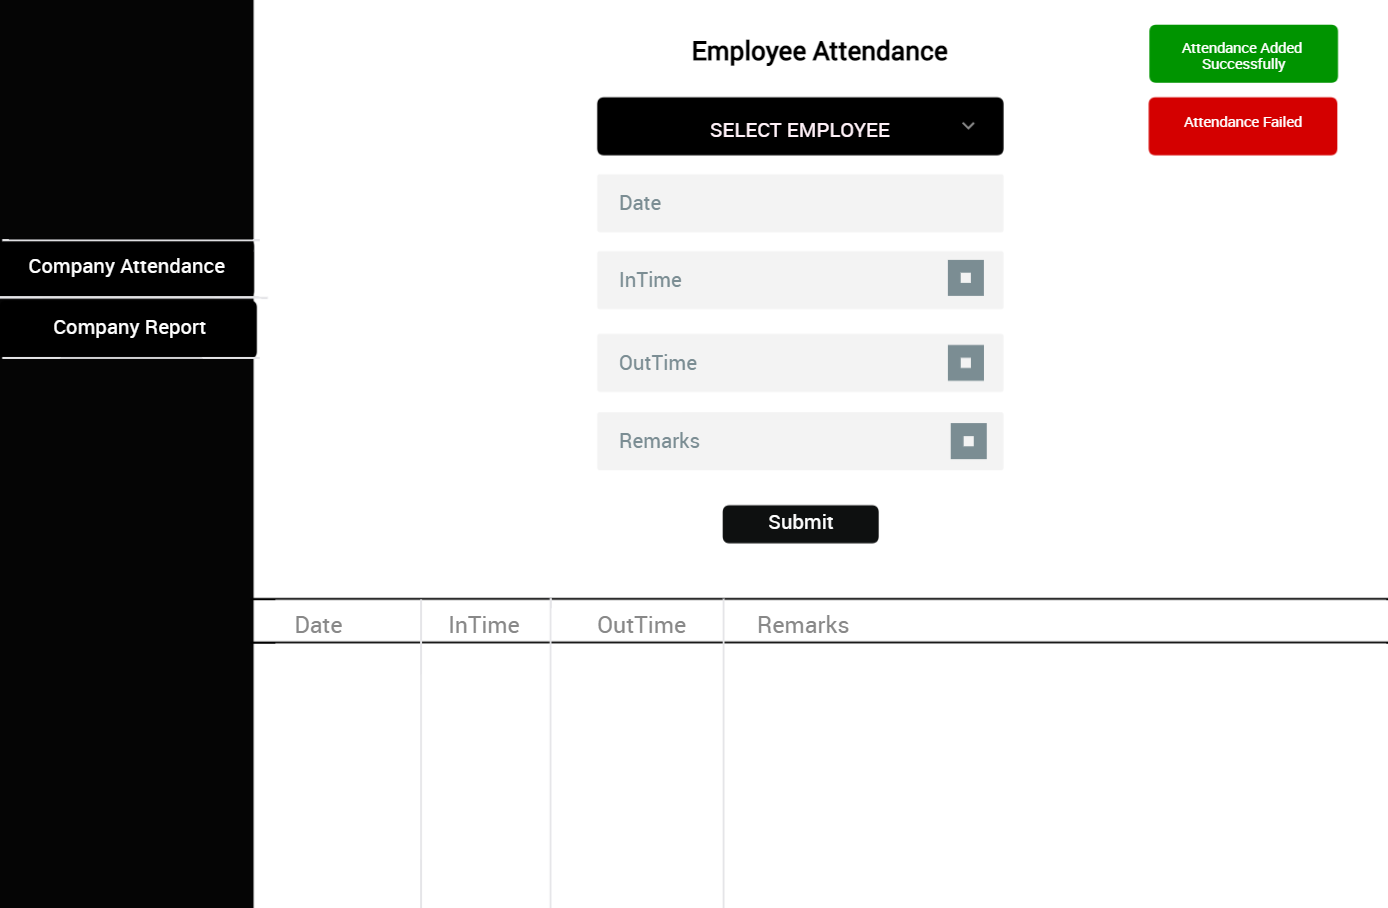 Company Attendance
Company Report
Employee Attendance
SELECT EMPLOYEE
Date
InTime
OutTime
Remarks
Submit
Attendance Added
Successfully
Attendance Failed
Date InTime OutTime Remarks